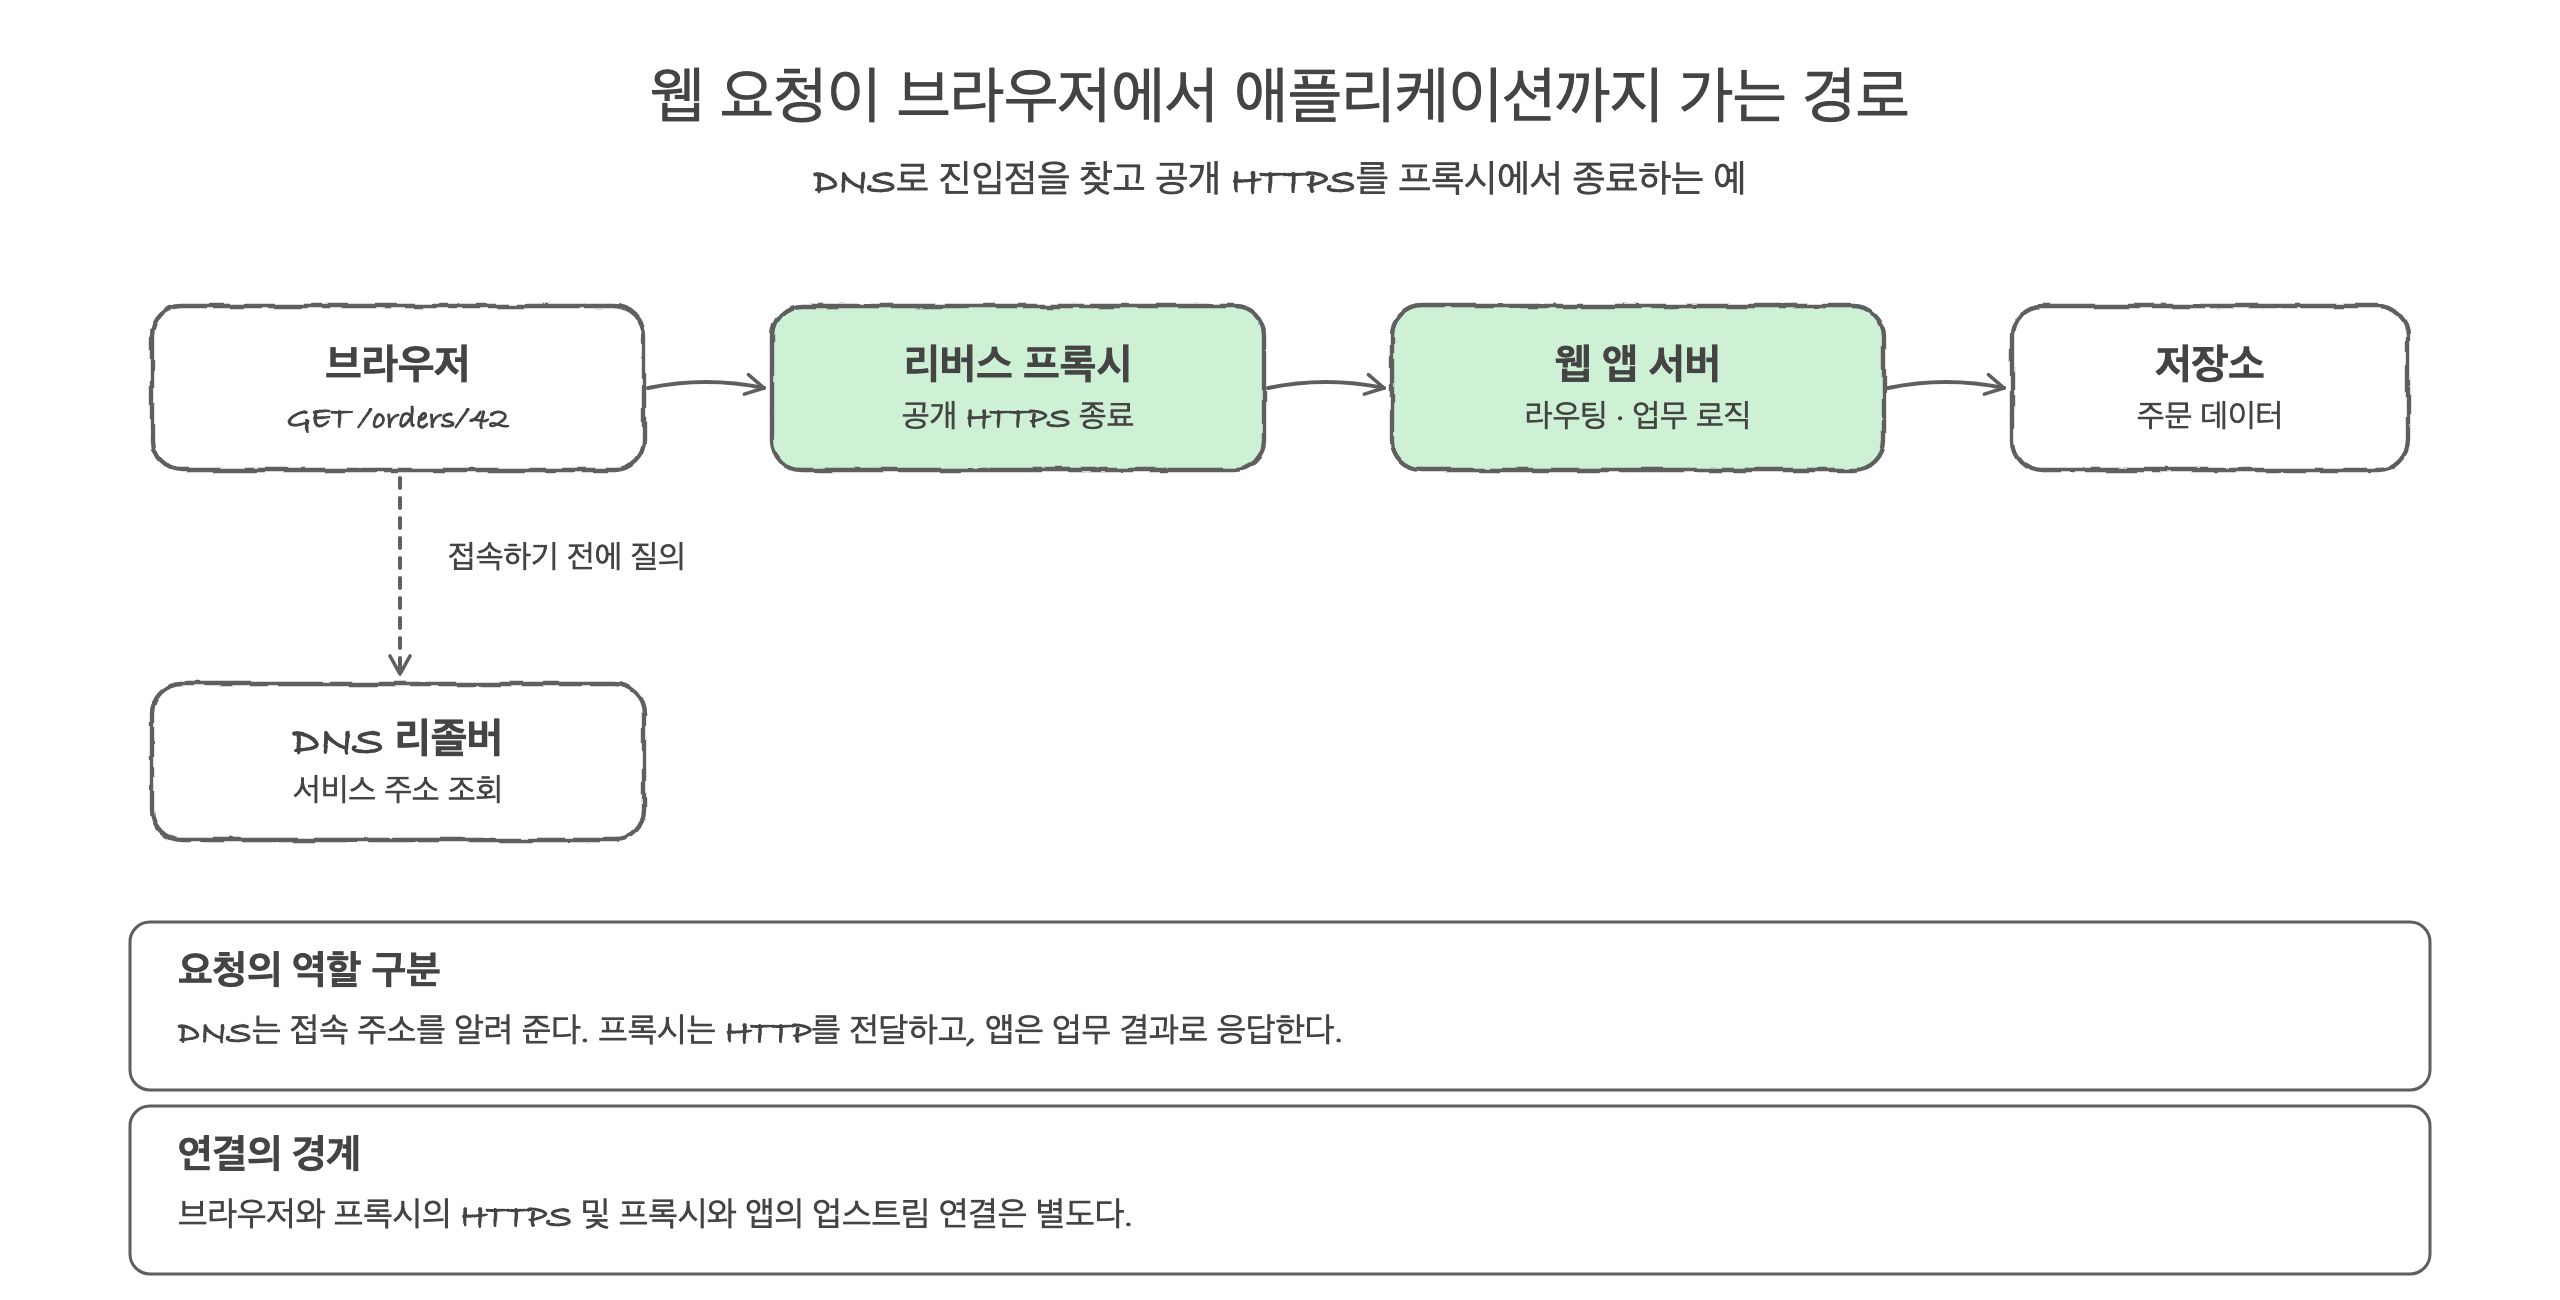 웹 요청이 브라우저에서 애플리케이션까지 가는 경로
DNS로 진입점을 찾고 공개 HTTPS를 프록시에서 종료하는 예
브라우저
GET /orders/42
리버스 프록시
공개 HTTPS 종료
웹 앱 서버
라우팅 · 업무 로직
저장소
주문 데이터
접속하기 전에 질의
DNS 리졸버
서비스 주소 조회
요청의 역할 구분
DNS는 접속 주소를 알려 준다. 프록시는 HTTP를 전달하고, 앱은 업무 결과로 응답한다.
연결의 경계
브라우저와 프록시의 HTTPS 및 프록시와 앱의 업스트림 연결은 별도다.